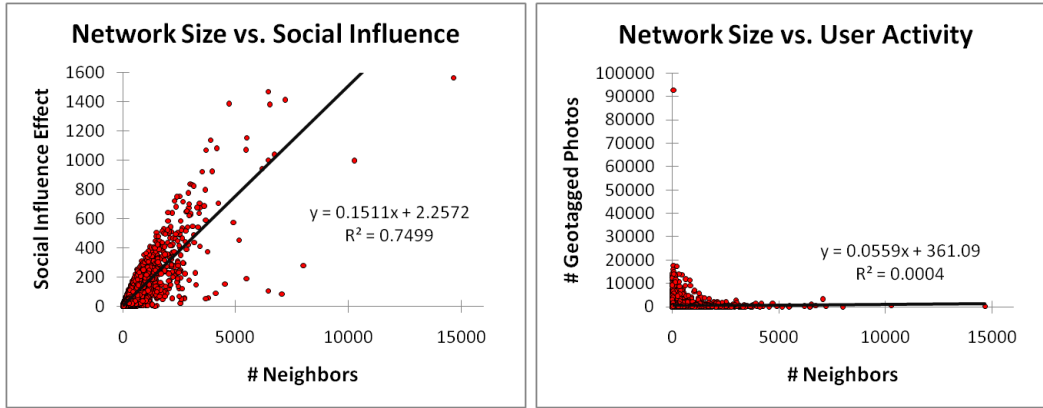 Network Size vs. Social Influence
Social Influence Effect
1600
1400
1200
1000
800
600
400
200
0
y = 0.1511x + 2.2572
R² = 0.7499
0 5000 10000 15000
# Neighbors
Network Size vs. User Activity
# Geotagged Photos
100000
90000
80000
70000
60000
50000
40000
30000
20000
10000
0
y = 0.0559x + 361.09
R² = 0.0004
0 5000 10000 15000
# Neighbors